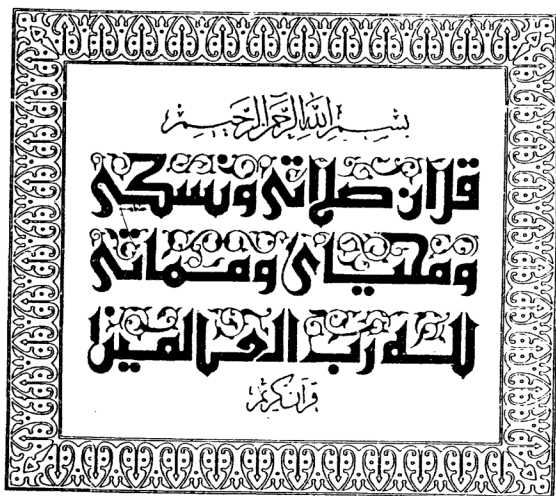 بسم الله الرحمن الرحيم
قل إن صلاتي ونسكي
ومحياي ومماتي
لله رب العالمين
قرآن كريم